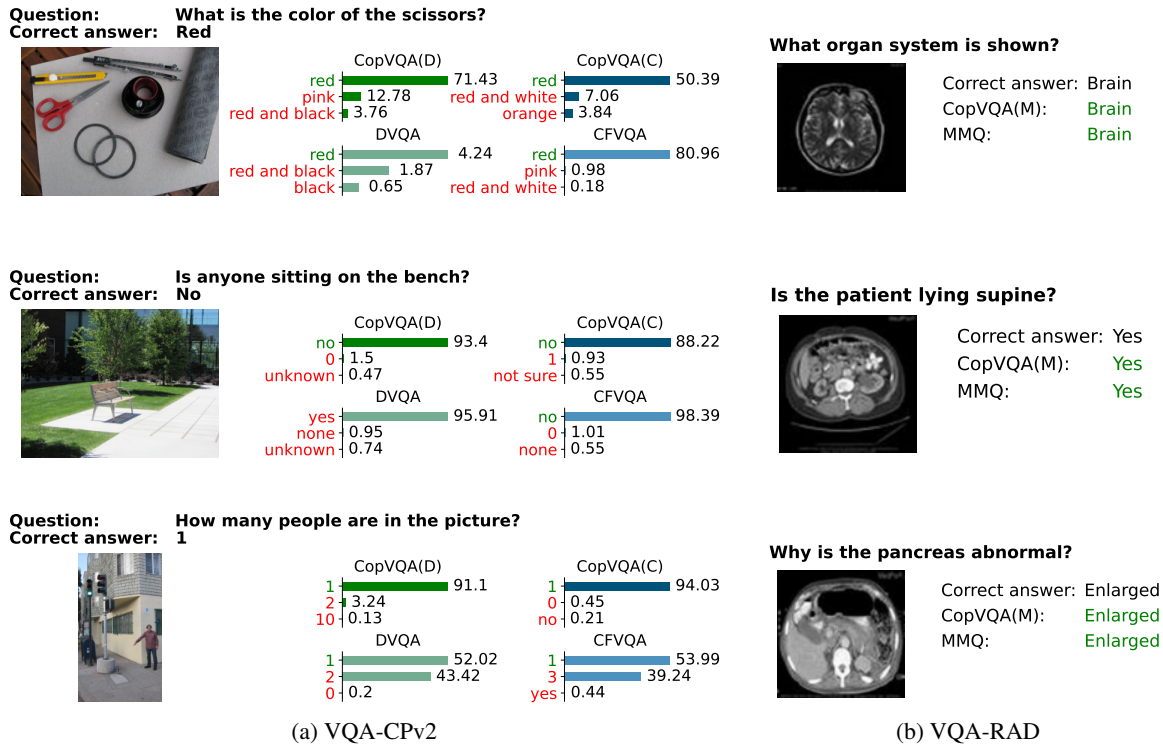 Question: What is the color of the scissors?
Correct answer: Red
CopVQA(D)
red 71.43
pink 12.78
red and black 3.76
CopVQA(C)
red 50.39
red and white 7.06
orange 3.84
DVQA
red 4.24
red and black 1.87
black 0.65
CFVQA
red 80.96
pink 0.98
red and white 0.18
Question: Is anyone sitting on the bench?
Correct answer: No
CopVQA(D)
no 93.4
0 1.5
unknown 0.47
CopVQA(C)
no 88.22
1 0.93
not sure 0.55
DVQA
yes 95.91
none 0.95
unknown 0.74
CFVQA
no 98.39
0 1.01
none 0.55
Question: How many people are in the picture?
Correct answer: 1
CopVQA(D)
1 91.1
2 3.24
10 0.13
CopVQA(C)
1 94.03
0 0.45
no 0.21
DVQA
1 52.02
2 43.42
0 0.2
CFVQA
1 53.99
3 39.24
yes 0.44
(a) VQA-CPv2
What organ system is shown?
Correct answer: Brain
CopVQA(M): Brain
MMQ: Brain
Is the patient lying supine?
Correct answer: Yes
CopVQA(M): Yes
MMQ: Yes
Why is the pancreas abnormal?
Correct answer: Enlarged
CopVQA(M): Enlarged
MMQ: Enlarged
(b) VQA-RAD